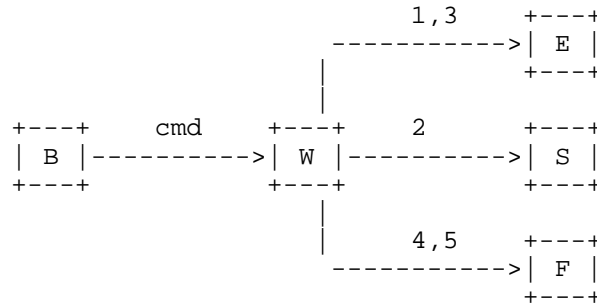 1,3 +---+
----------->| E |
| +---+
|
+---+ cmd +---+ 2 +---+
| B |---------->| W |----------->| S |
+---+ +---+ +---+
|
| 4,5 +---+
----------->| F |
+---+